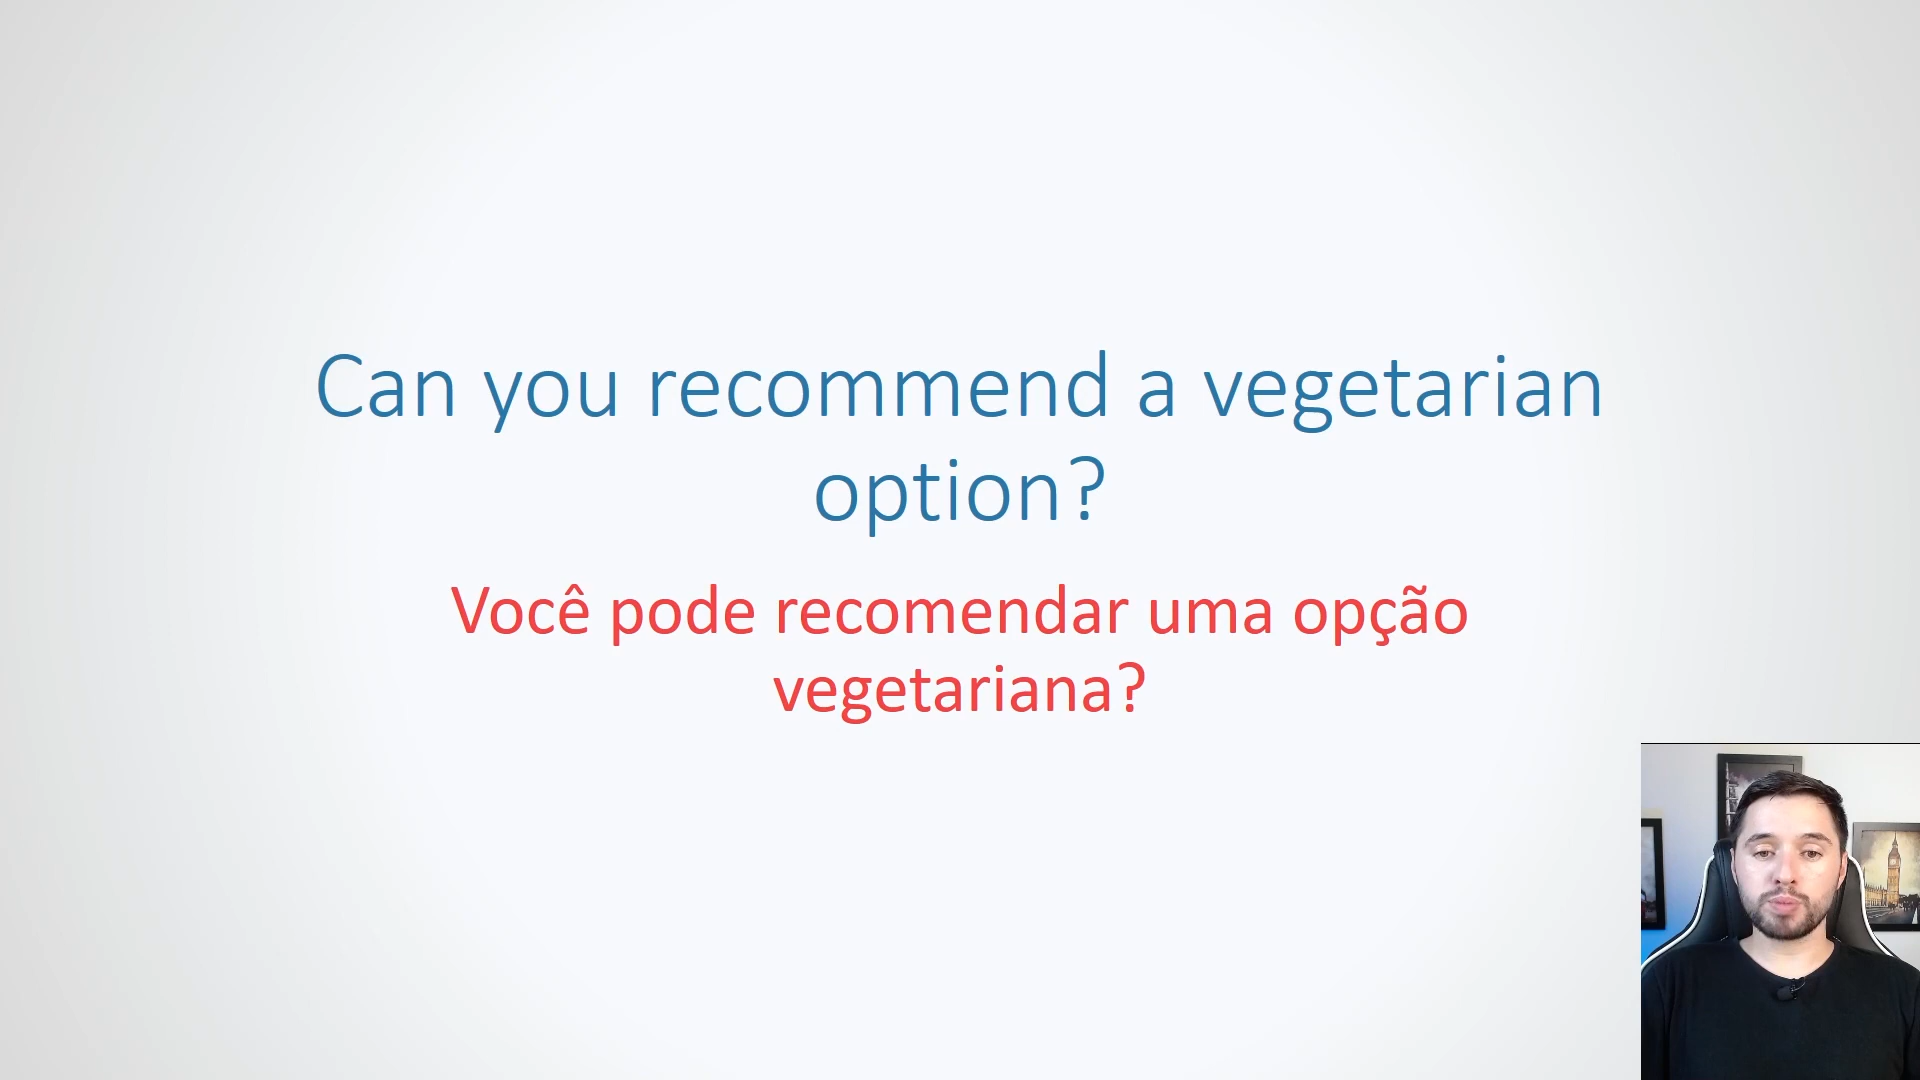 Can you recommend a vegetarian
option?
Você pode recomendar uma opção
vegetariana?